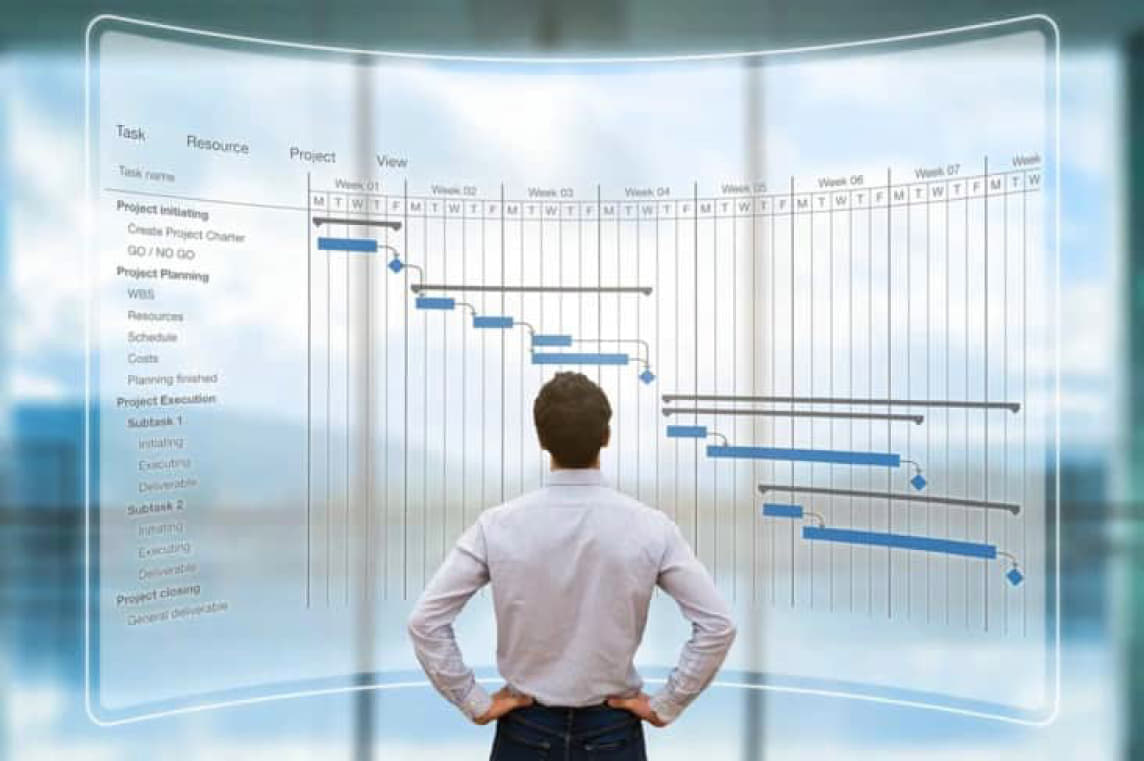 Task Resource Project View
Task name Week 01 Week 02 Week 03 Week 04 Week 05 Week 06 Week 07 Week
M T W T F M T W T F M T W T F M T W T F M T W T F M T W T F M T W T F M T W
Project initiating
Create Project Charter
GO / NO GO
Project Planning
WBS
Resources
Schedule
Costs
Planning finished
Project Execution
Subtask 1
Initiating
Executing
Deliverable
Subtask 2
Initiating
Executing
Deliverable
Project closing
General deliverable